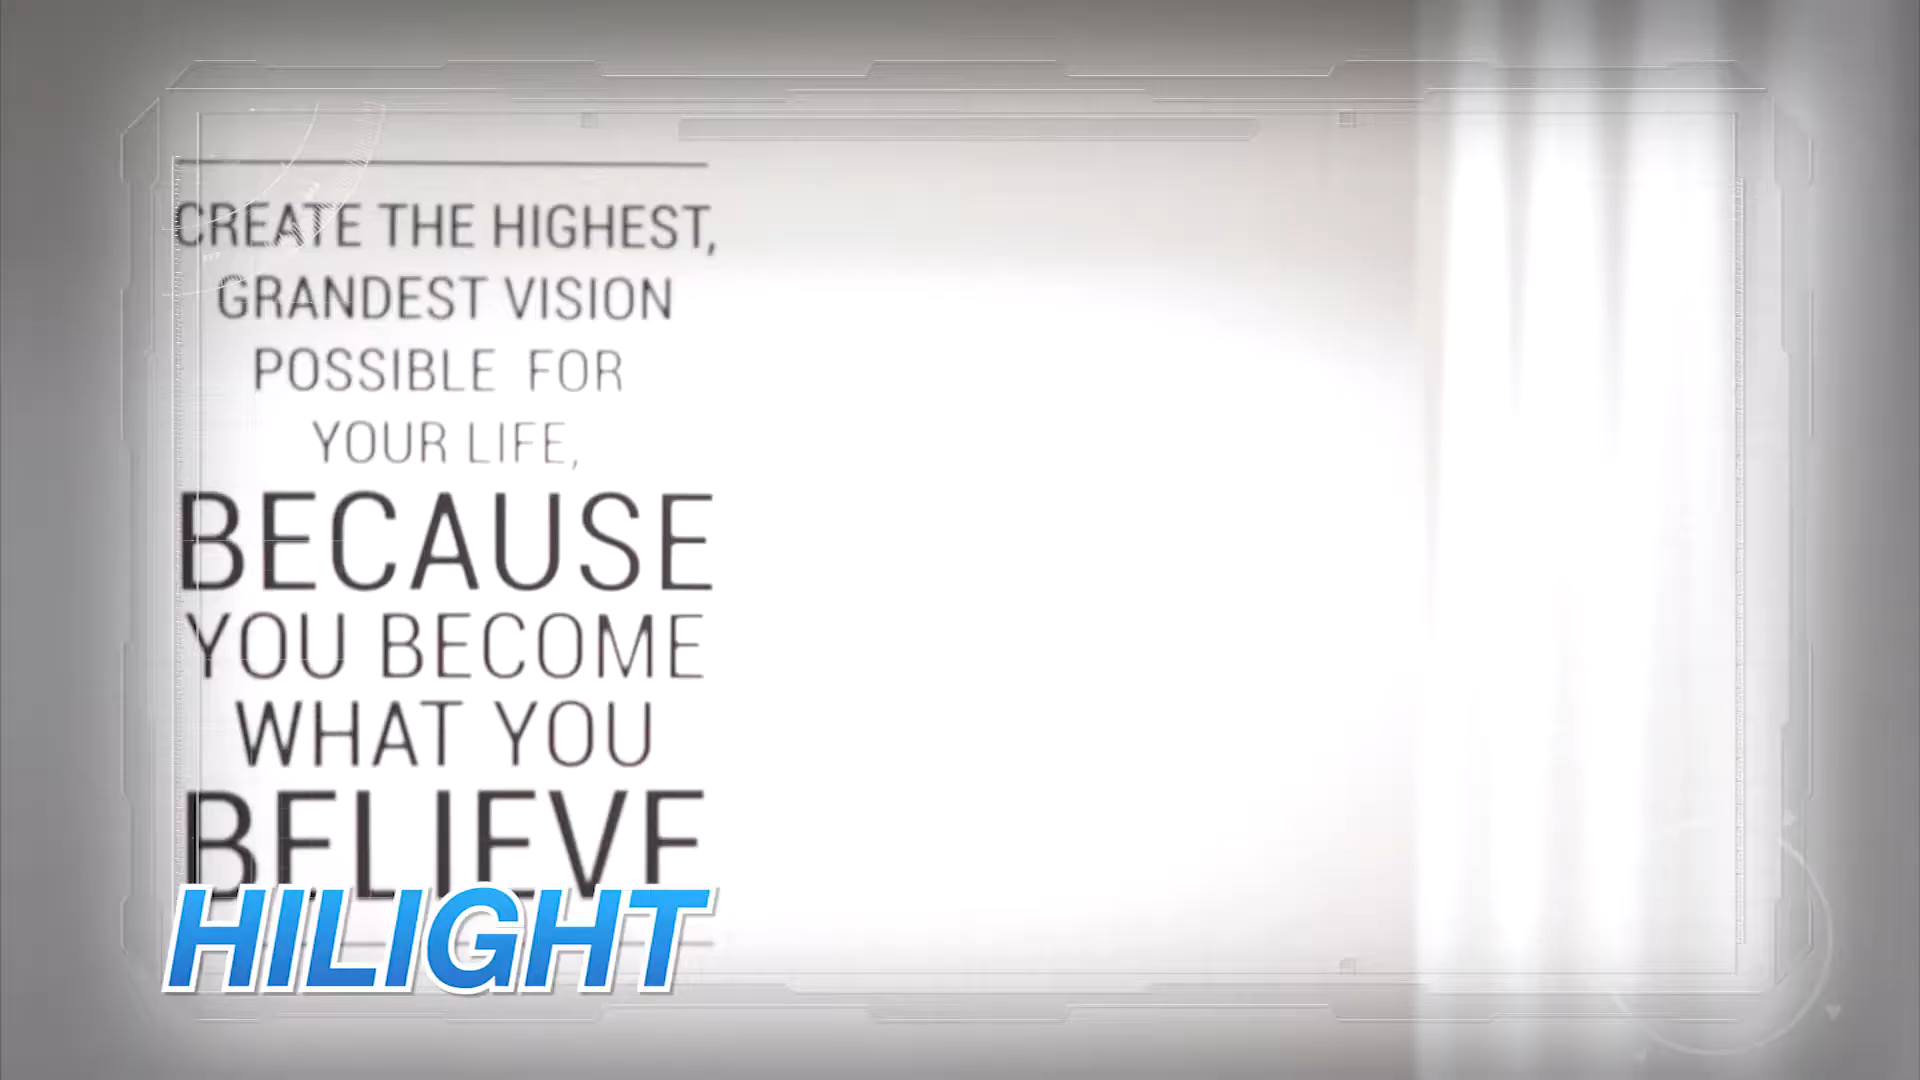 CREATE THE HIGHEST,
GRANDEST VISION
POSSIBLE FOR
YOUR LIFE,
BECAUSE
YOU BECOME
WHAT YOU
BELIEVE
HILIGHT